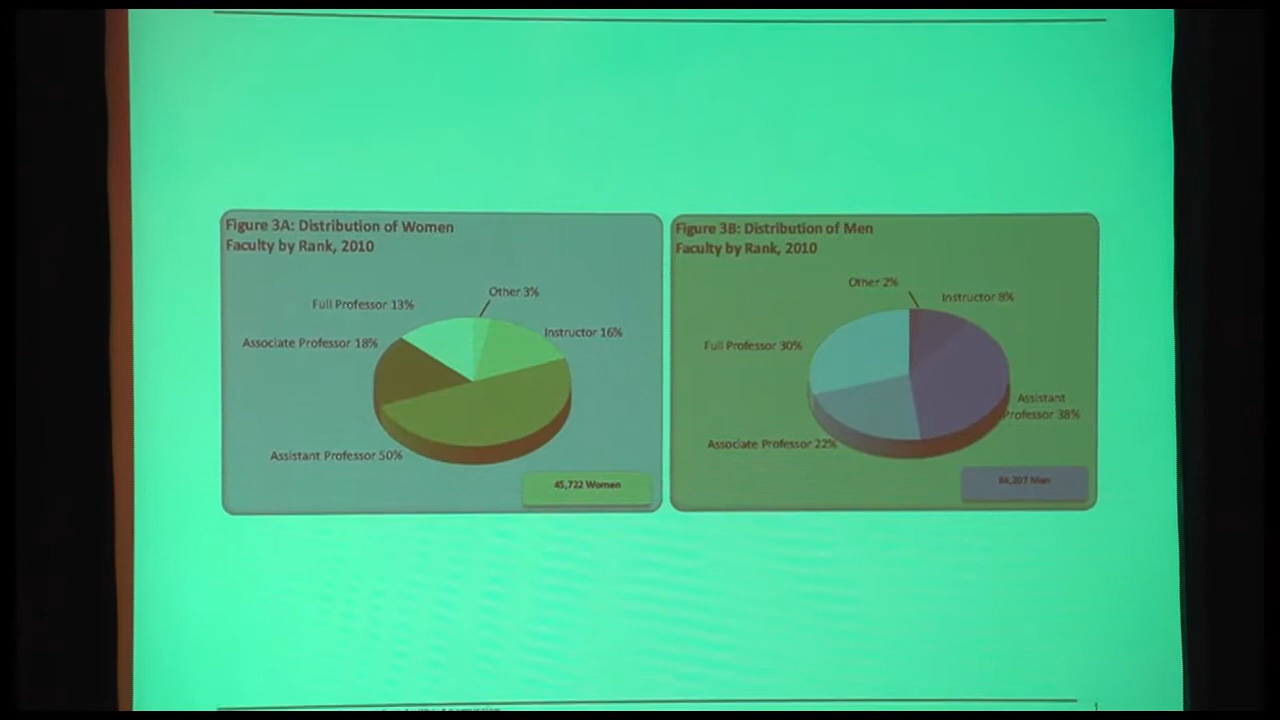 Figure 3A: Distribution of Women
Faculty by Rank, 2010
Other 3%
Full Professor 13%
Instructor 16%
Associate Professor 18%
Assistant Professor 50%
45,722 Women
Figure 3B: Distribution of Men
Faculty by Rank, 2010
Other 2%
Instructor 8%
Full Professor 30%
Assistant
Professor 38%
Associate Professor 22%
Men